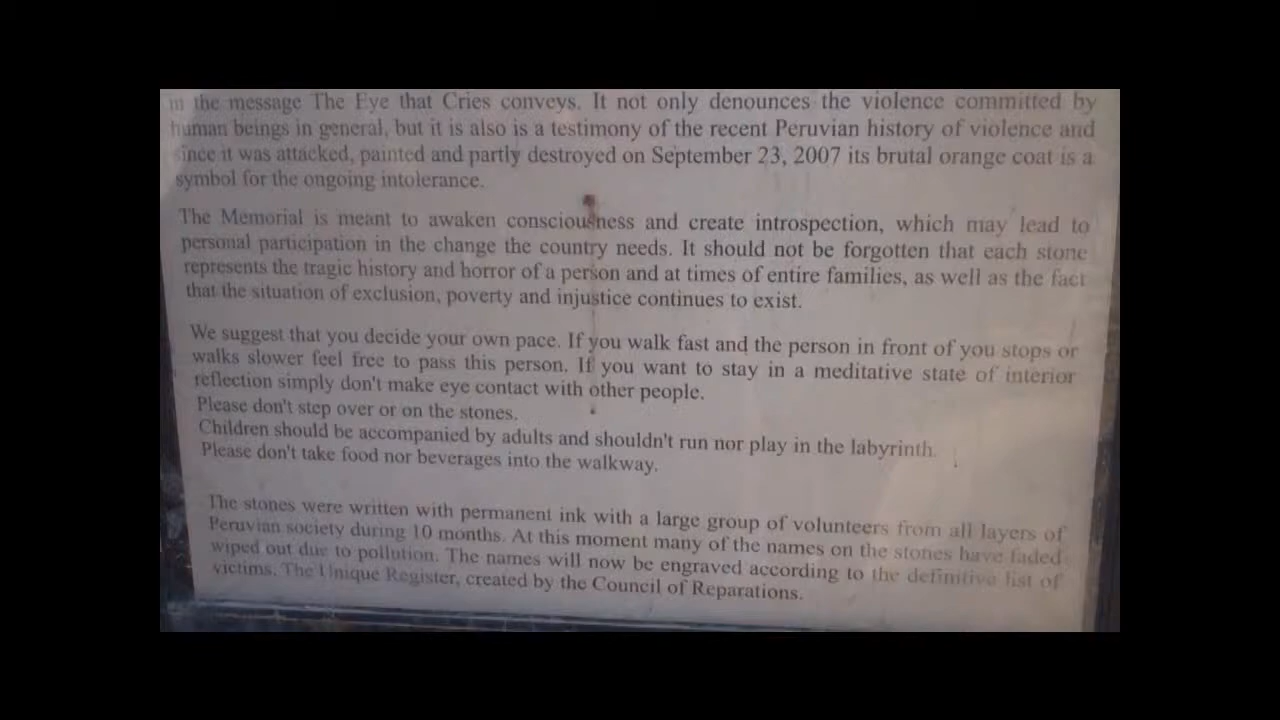 in the message The Eye that Cries conveys. It not only denounces the violence committed by
human beings in general, but it is also is a testimony of the recent Peruvian history of violence and
since it was attacked, painted and partly destroyed on September 23, 2007 its brutal orange coat is a
symbol for the ongoing intolerance.
The Memorial is meant to awaken consciousness and create introspection, which may lead to
personal participation in the change the country needs. It should not be forgotten that each stone
represents the tragic history and horror of a person and at times of entire families, as well as the fact
that the situation of exclusion, poverty and injustice continues to exist.
We suggest that you decide your own pace. If you walk fast and the person in front of you stops or
walks slower feel free to pass this person. If you want to stay in a meditative state of interior
reflection simply don't make eye contact with other people.
Please don't step over or on the stones.
Children should be accompanied by adults and shouldn't run nor play in the labyrinth.
Please don't take food nor beverages into the walkway.
The stones were written with permanent ink with a large group of volunteers from all layers of
Peruvian society during 10 months. At this moment many of the names on the stones have faded
wiped out due to pollution. The names will now be engraved according to the definitive list of
victims. The Unique Register, created by the Council of Reparations.